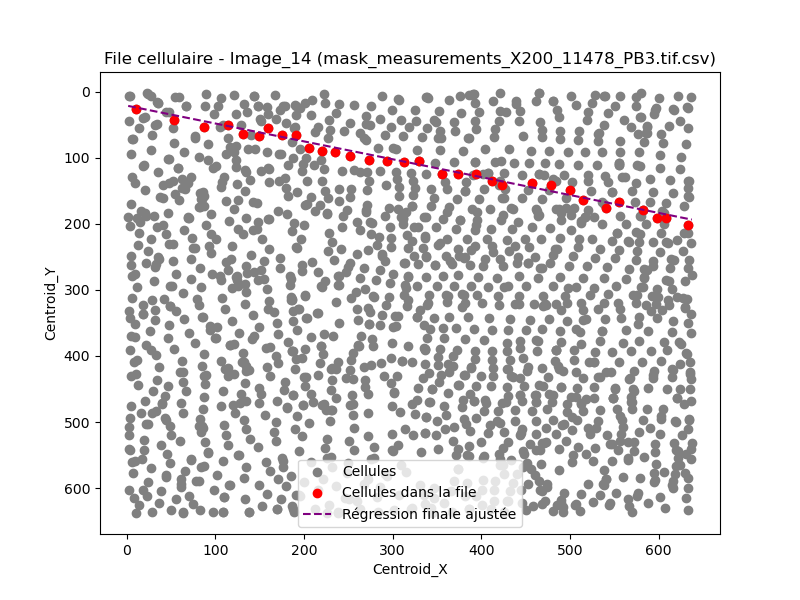 File cellulaire - Image_14 (mask_measurements_X200_11478_PB3.tif.csv)
0
100
200
300
400
500
600
Centroid_Y
Cellules
Cellules dans la file
Régression finale ajustée
0 100 200 300 400 500 600
Centroid_X